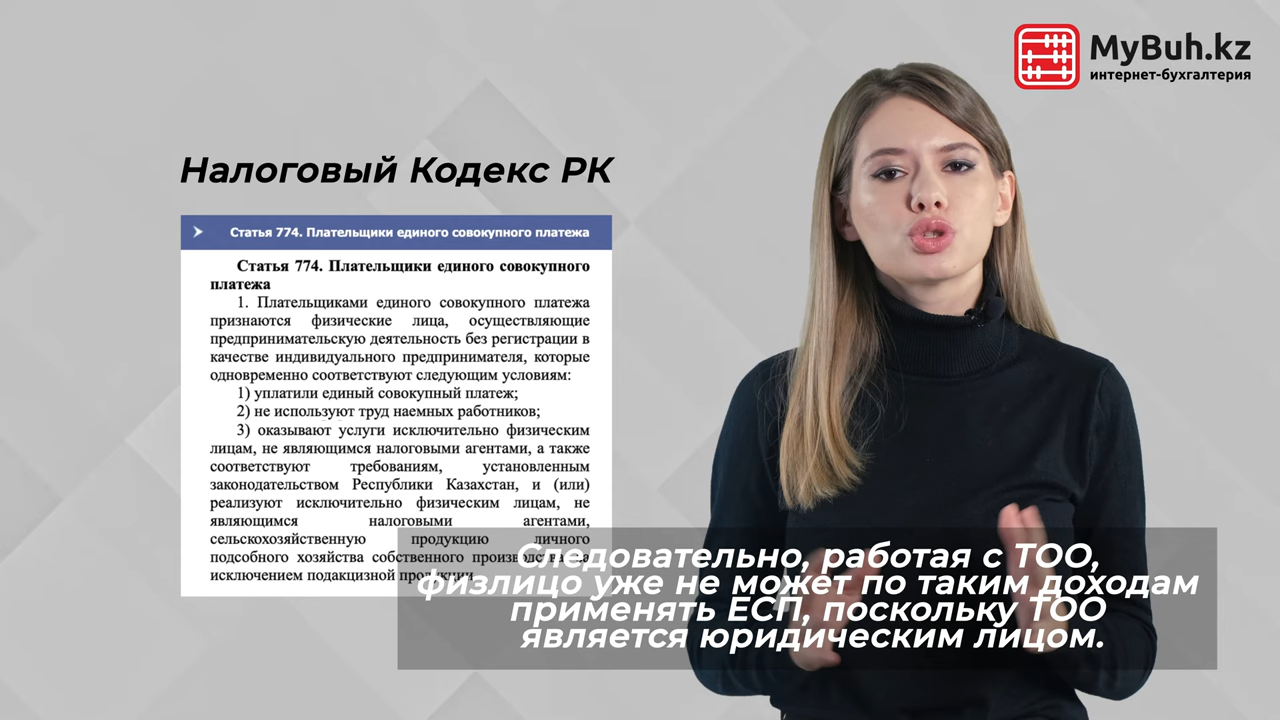 MyBuh.kz
интернет-бухгалтерия
Налоговый Кодекс РК
Статья 774. Плательщики единого совокупного платежа
Статья 774. Плательщики единого совокупного
платежа
1. Плательщиками единого совокупного платежа
признаются физические лица, осуществляющие
предпринимательскую деятельность без регистрации в
качестве индивидуального предпринимателя, которые
одновременно соответствуют следующим условиям:
1) уплатили единый совокупный платеж;
2) не используют труд наемных работников;
3) оказывают услуги исключительно физическим
лицам, не являющимся налоговыми агентами, а также
соответствуют требованиям, установленным
законодательством Республики Казахстан, и (или)
реализуют исключительно физическим лицам, не
являющимся налоговыми агентами,
сельскохозяйственную продукцию личного
подсобного хозяйства собственного производства
исключением подакцизной
Следовательно, работая с ТОО,
физлицо уже не может по таким доходам
применять ЕСП, поскольку ТОО
является юридическим лицом.